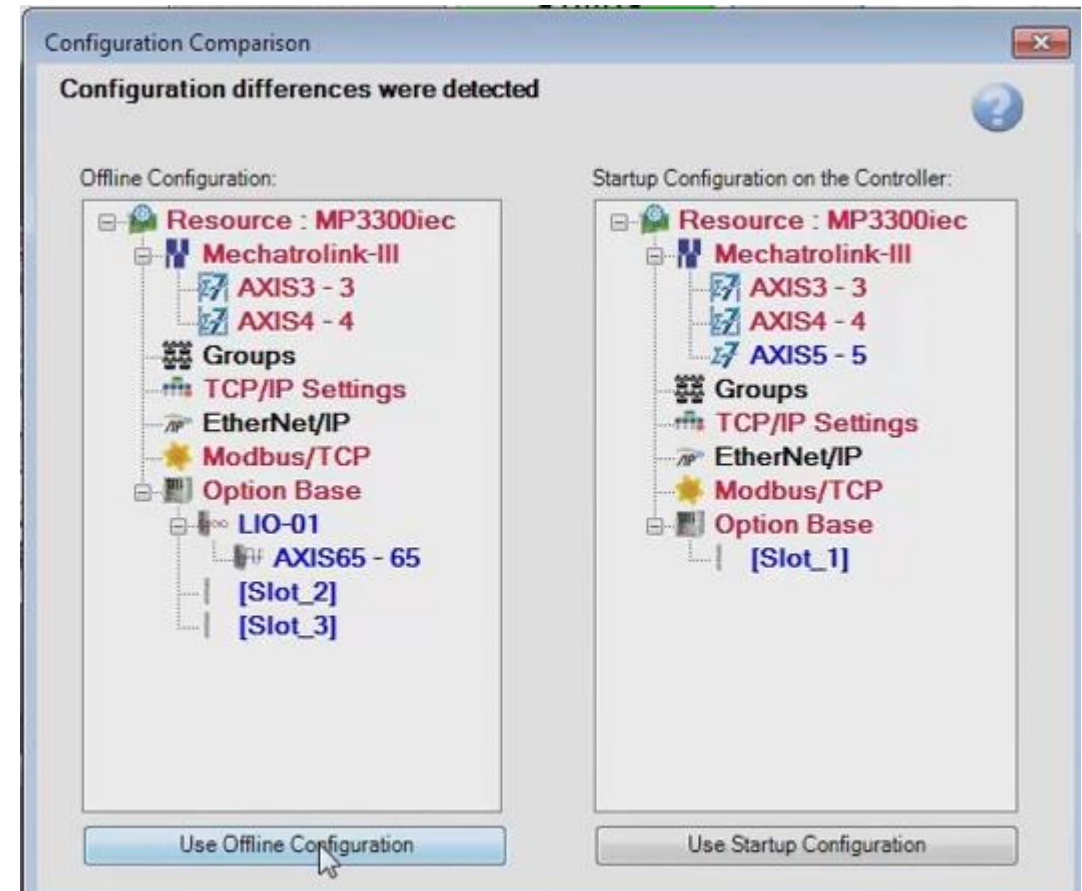 Configuration Comparison
Configuration differences were detected
Offline Configuration:
Resource : MP3300iec
Mechatrolink-III
AXIS3 - 3
AXIS4 - 4
Groups
TCP/IP Settings
EtherNet/IP
Modbus/TCP
Option Base
LIO-01
AXIS65 - 65
[Slot_2]
[Slot_3]
Use Offline Configuration
Startup Configuration on the Controller:
Resource : MP3300iec
Mechatrolink-III
AXIS3 - 3
AXIS4 - 4
AXIS5 - 5
Groups
TCP/IP Settings
EtherNet/IP
Modbus/TCP
Option Base
[Slot_1]
Use Startup Configuration